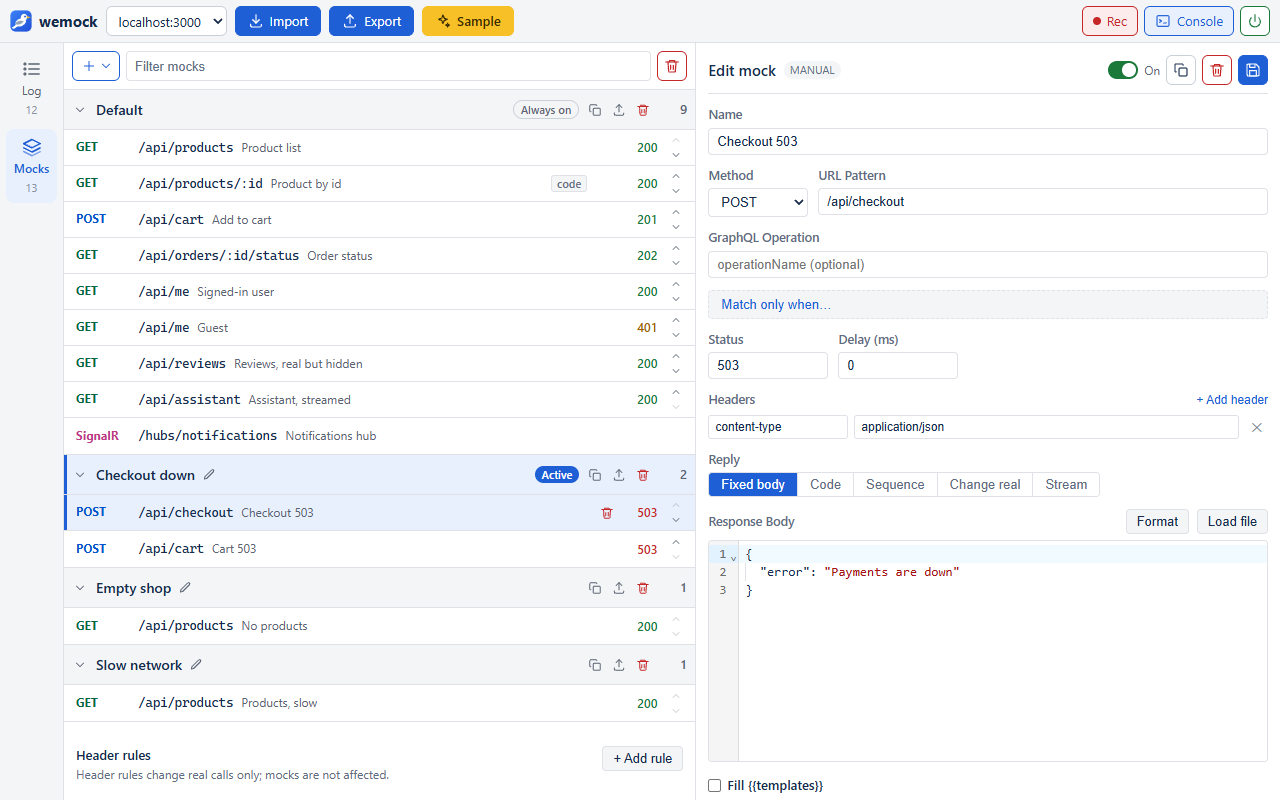 wemock localhost:3000 Import Export Sample Rec Console
Log
12
Mocks
13
Filter mocks
Default Always on 9
GET /api/products Product list 200
GET /api/products/:id Product by id code 200
POST /api/cart Add to cart 201
GET /api/orders/:id/status Order status 202
GET /api/me Signed-in user 200
GET /api/me Guest 401
GET /api/reviews Reviews, real but hidden 200
GET /api/assistant Assistant, streamed 200
SignalR /hubs/notifications Notifications hub
Checkout down Active 2
POST /api/checkout Checkout 503 503
POST /api/cart Cart 503 503
Empty shop 1
GET /api/products No products 200
Slow network 1
GET /api/products Products, slow 200
Header rules
Header rules change real calls only; mocks are not affected.
+ Add rule
Edit mock MANUAL On
Name
Checkout 503
Method URL Pattern
POST /api/checkout
GraphQL Operation
operationName (optional)
Match only when…
Status Delay (ms)
503 0
Headers + Add header
content-type application/json
Reply
Fixed body Code Sequence Change real Stream
Response Body Format Load file
1 {
2 "error": "Payments are down"
3 }
Fill {{templates}}